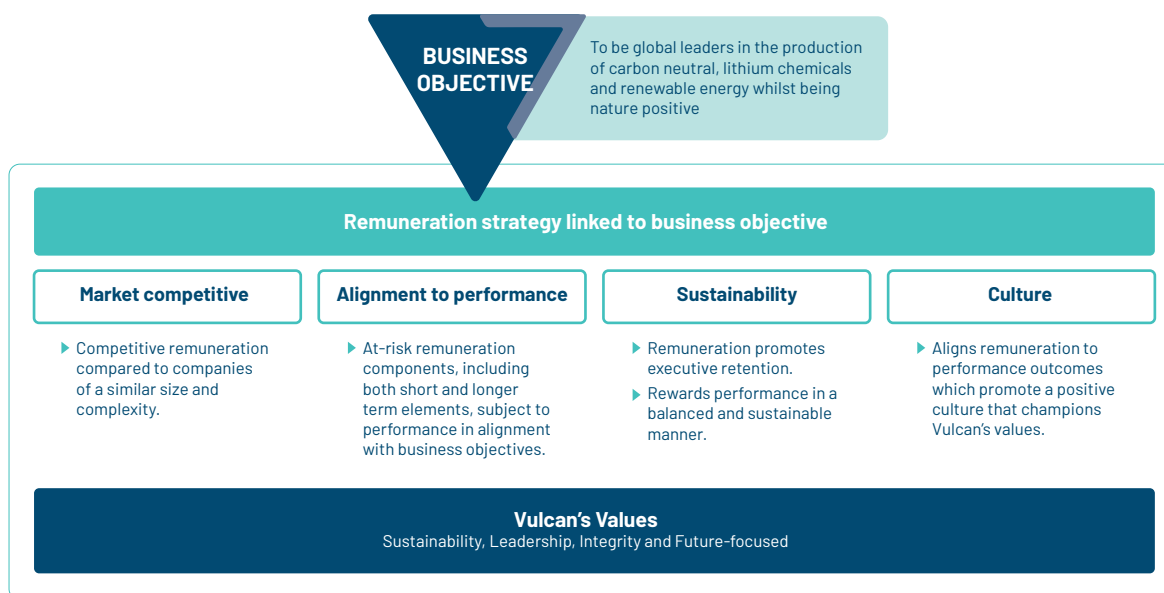 BUSINESS
OBJECTIVE
To be global leaders in the production
of carbon neutral, lithium chemicals
and renewable energy whilst being
nature positive
Remuneration strategy linked to business objective
Market competitive
Competitive remuneration
compared to companies
of a similar size and
complexity.
Alignment to performance
At-risk remuneration
components, including
both short and longer
term elements, subject to
performance in alignment
with business objectives.
Sustainability
Remuneration promotes
executive retention.
Rewards performance in a
balanced and sustainable
manner.
Culture
Aligns remuneration to
performance outcomes
which promote a positive
culture that champions
Vulcan's values.
Vulcan's Values
Sustainability, Leadership, Integrity and Future-focused